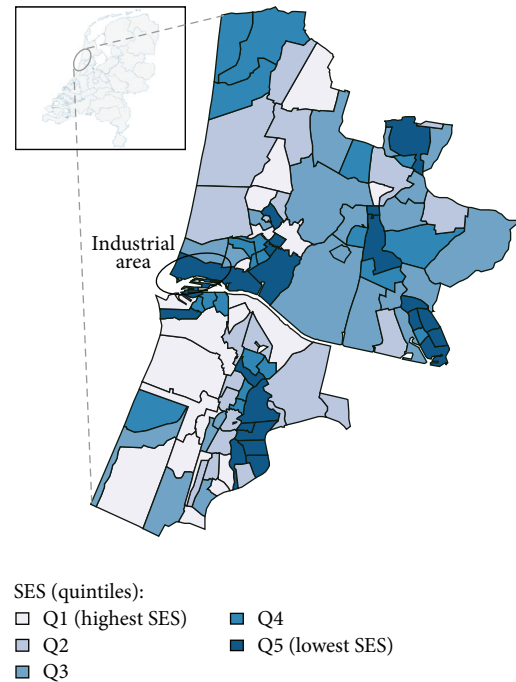 Industrial
area
SES (quintiles):
Q1 (highest SES)
Q2
Q3
Q4
Q5 (lowest SES)